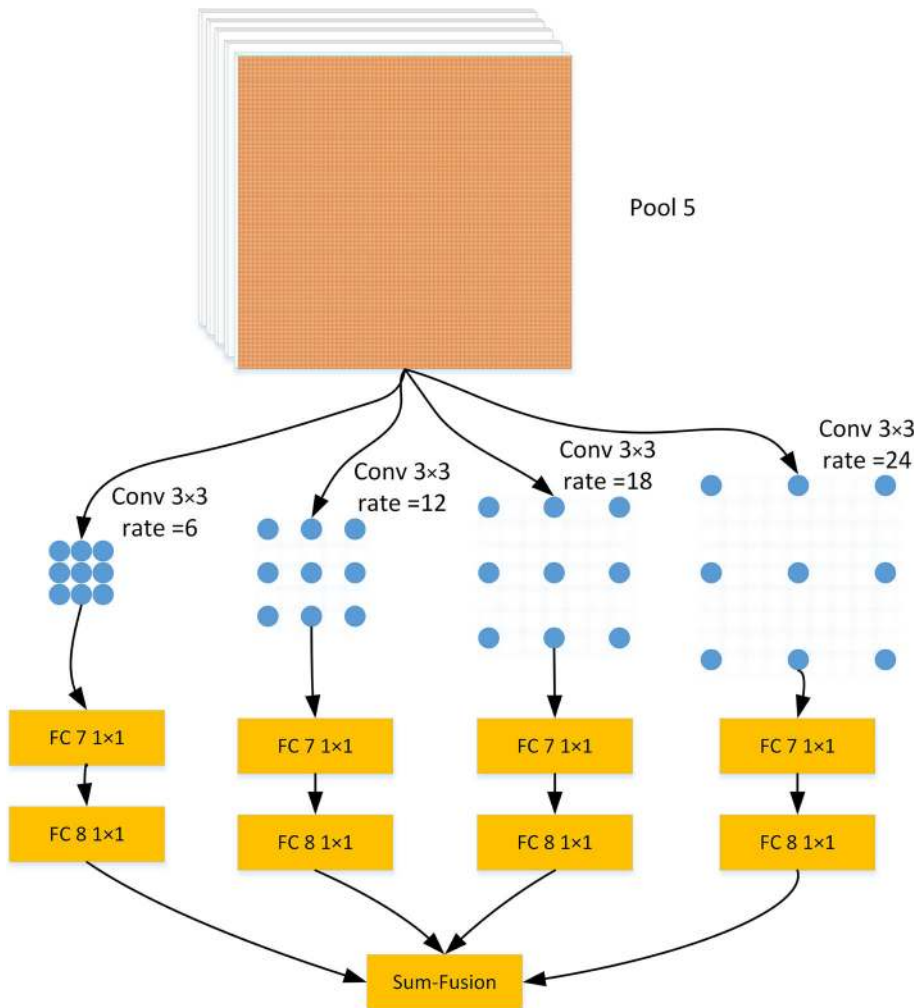 Pool 5
Conv 3×3
rate =6
Conv 3×3
rate =12
Conv 3×3
rate =18
Conv 3×3
rate =24
FC 7 1×1
FC 7 1×1
FC 7 1×1
FC 7 1×1
FC 8 1×1
FC 8 1×1
FC 8 1×1
FC 8 1×1
Sum-Fusion